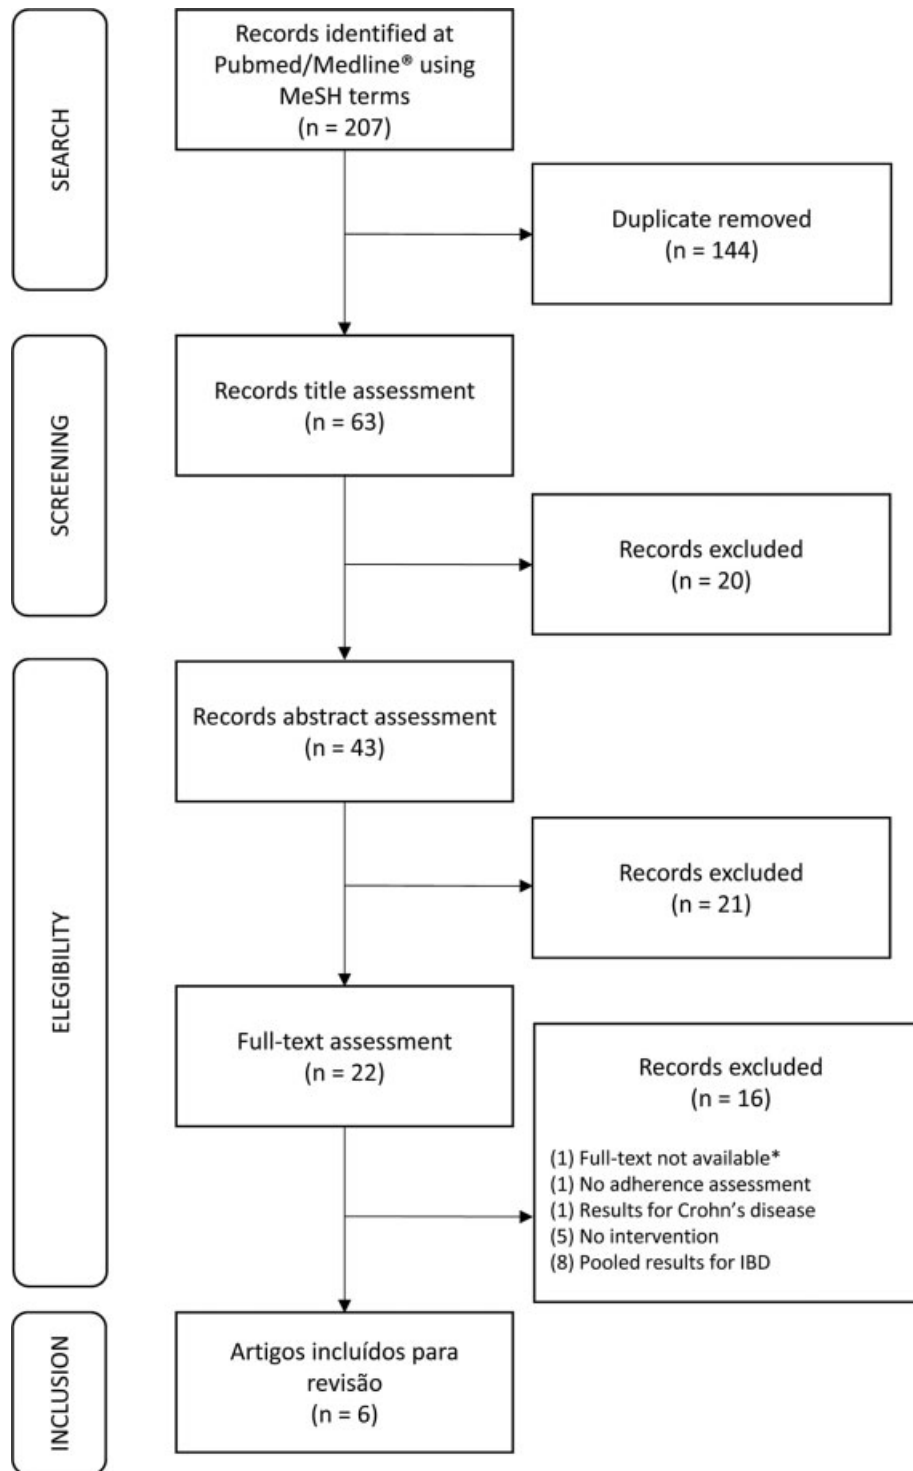 SEARCH
Records identified at
Pubmed/Medline® using
MeSH terms
(n = 207)
Duplicate removed
(n = 144)
SCREENING
Records title assessment
(n = 63)
Records excluded
(n = 20)
ELEGIBILITY
Records abstract assessment
(n = 43)
Records excluded
(n = 21)
Full-text assessment
(n = 22)
Records excluded
(n = 16)
(1) Full-text not available*
(1) No adherence assessment
(1) Results for Crohn’s disease
(5) No intervention
(8) Pooled results for IBD
INCLUSION
Artigos incluídos para
revisão
(n = 6)